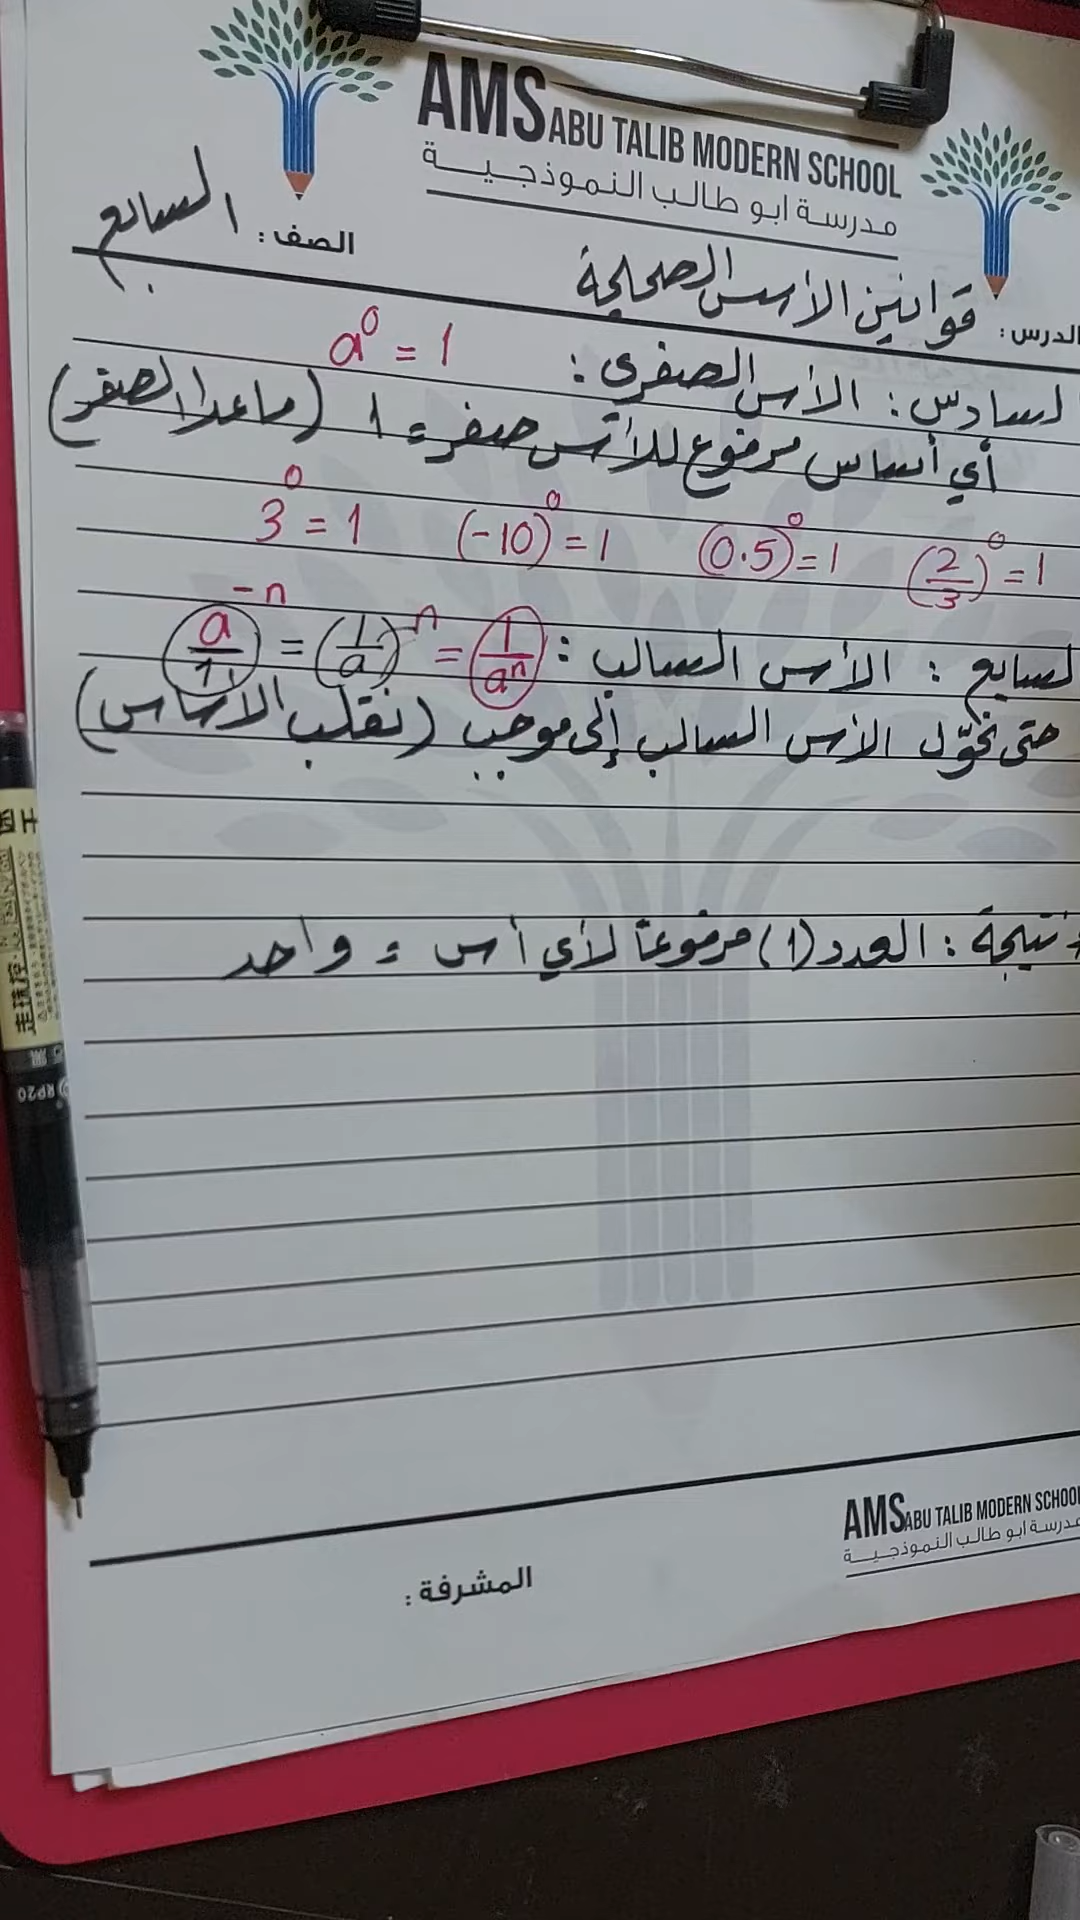 AMS ABU TALIB MODERN SCHOOL
مدرسة ابو طالب النموذجية
الدرس: قوانين الأسس الصحيحة
الصف: السابع
السادس: الأس الصفري: a⁰ = 1
أي أساس مرفوع للأس صفر = 1 (ماعدا الصفر)
3⁰ = 1 (-10)⁰ = 1 (0.5)⁰ = 1 (2/3)⁰ = 1
السابع: الأس السالب: (a/1)⁻ⁿ = (1/a)ⁿ = 1/aⁿ
حتى نحوّل الأس السالب إلى موجب (نقلب الأساس)
نتيجة: العدد (1) مرفوعاً لأي أس = واحد
AMS ABU TALIB MODERN SCHOOL
مدرسة ابو طالب النموذجية
المشرفة: